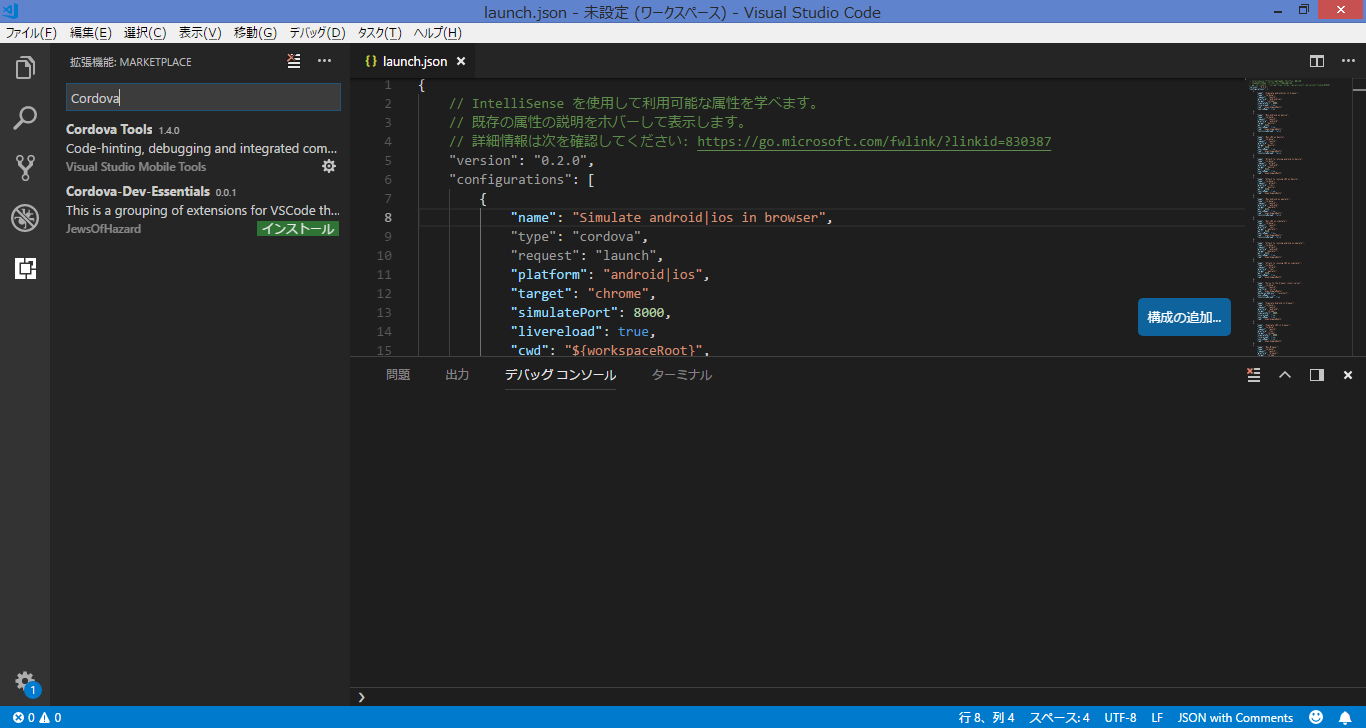 launch.json - 未設定 (ワークスペース) - Visual Studio Code
ファイル(F) 編集(E) 選択(C) 表示(V) 移動(G) デバッグ(D) タスク(T) ヘルプ(H)
拡張機能: MARKETPLACE
Cordova
Cordova Tools 1.4.0
Code-hinting, debugging and integrated com...
Visual Studio Mobile Tools
Cordova-Dev-Essentials 0.0.1
This is a grouping of extensions for VSCode th...
JewsOfHazard インストール
{} launch.json
1 {
2 // IntelliSense を使用して利用可能な属性を学べます。
3 // 既存の属性の説明をホバーして表示します。
4 // 詳細情報は次を確認してください: https://go.microsoft.com/fwlink/?linkid=830387
5 "version": "0.2.0",
6 "configurations": [
7 {
8 "name": "Simulate android|ios in browser",
9 "type": "cordova",
10 "request": "launch",
11 "platform": "android|ios",
12 "target": "chrome",
13 "simulatePort": 8000,
14 "livereload": true,
15 "cwd": "${workspaceRoot}",
構成の追加...
問題 出力 デバッグ コンソール ターミナル
1
0 0 行 8、列 4 スペース: 4 UTF-8 LF JSON with Comments